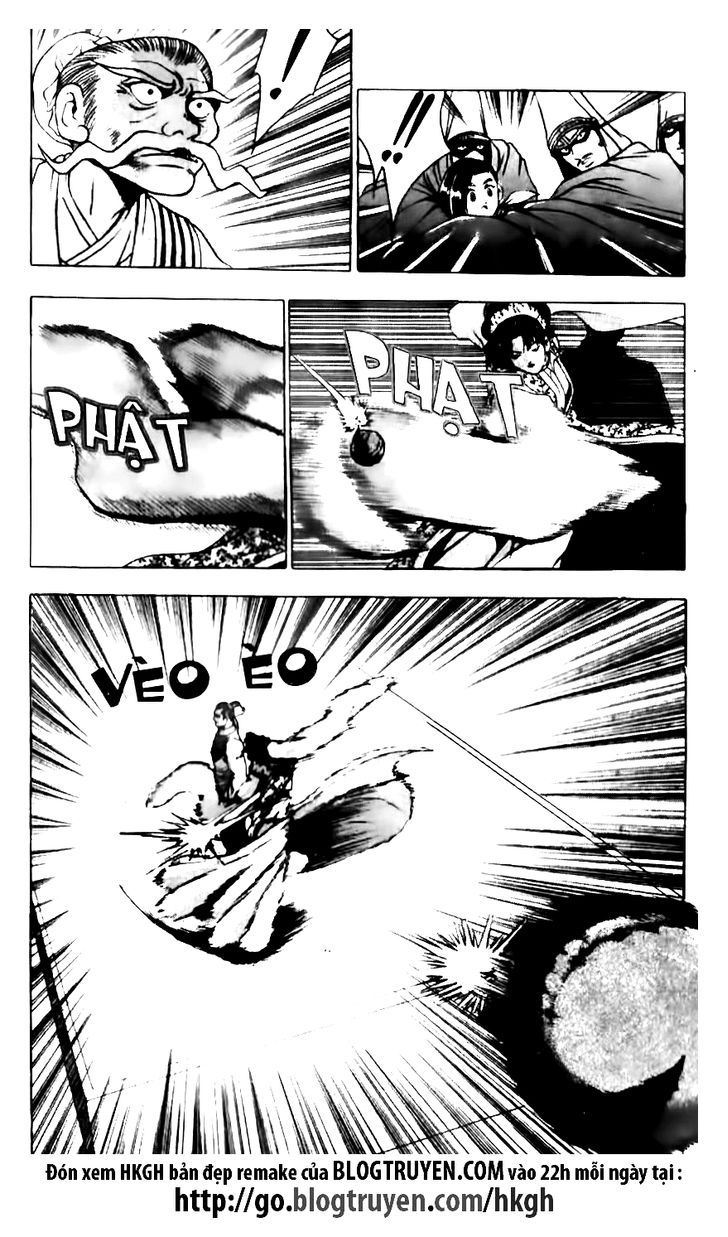 !!
!!
PHẬT
PHẠT
VÈO ÈO
Đón xem HKGH bản đẹp remake của BLOGTRUYEN.COM vào 22h mỗi ngày tại :
http://go.blogtruyen.com/hkgh